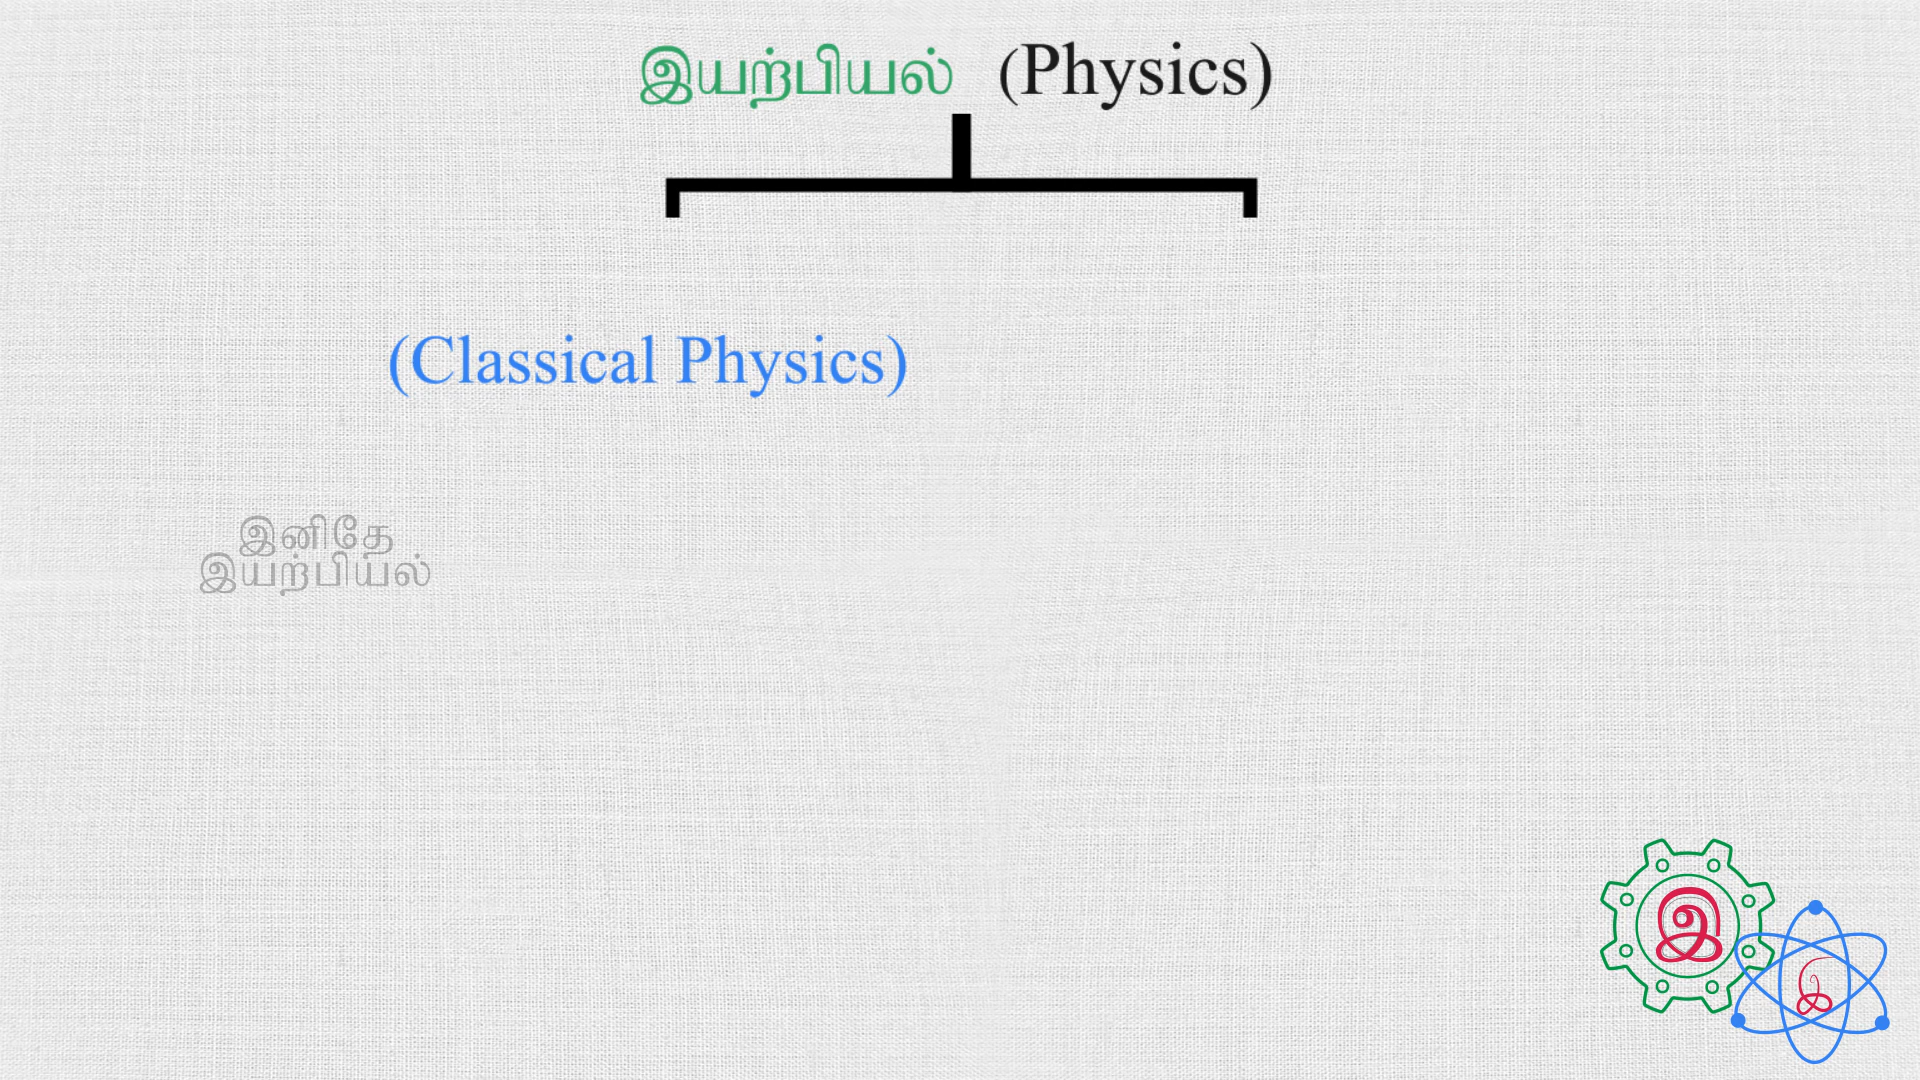 இயற்பியல் (Physics)
(Classical Physics)
இனிதே
இயற்பியல்
இ
இ